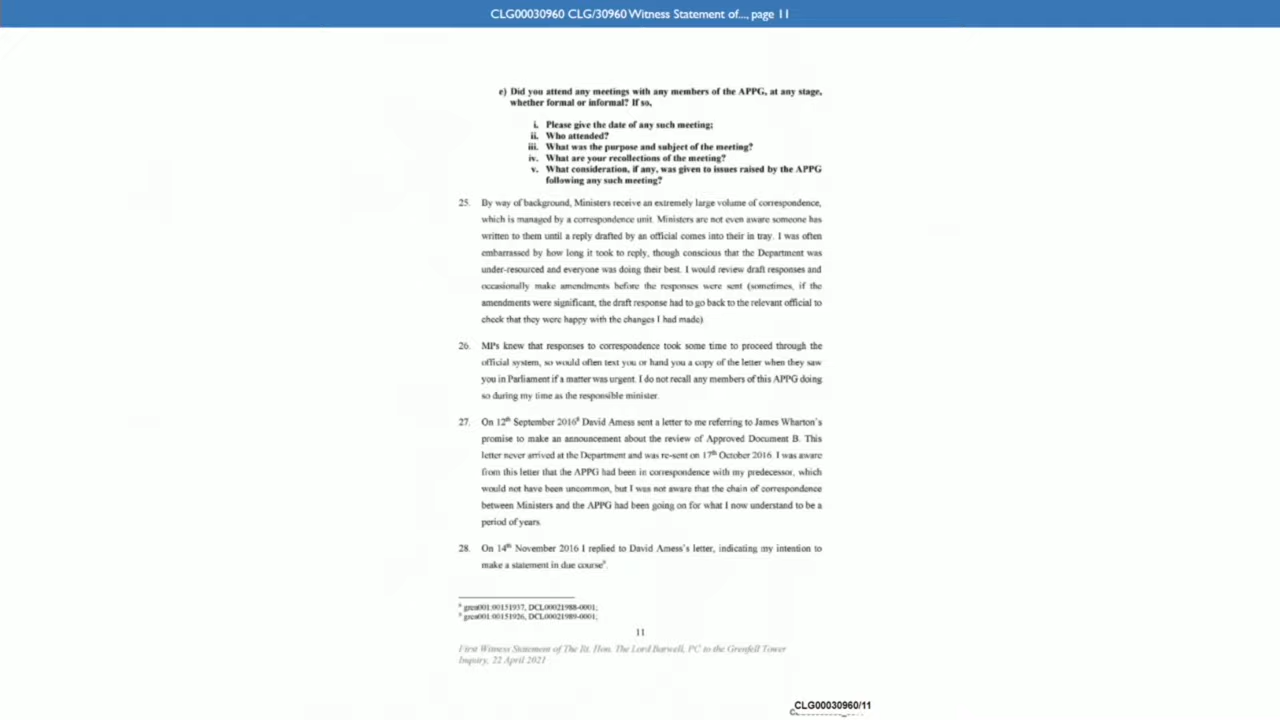 CLG00030960 CLG/30960 Witness Statement of..., page 11
e) Did you attend any meetings with any members of the APPG, at any stage,
whether formal or informal? If so,
i. Please give the date of any such meeting;
ii. Who attended?
iii. What was the purpose and subject of the meeting?
iv. What are your recollections of the meeting?
v. What consideration, if any, was given to issues raised by the APPG
following any such meeting?
25. By way of background, Ministers receive an extremely large volume of correspondence,
which is managed by a correspondence unit. Ministers are not even aware someone has
written to them until a reply drafted by an official comes into their in tray. I was often
embarrassed by how long it took to reply, though conscious that the Department was
under-resourced and everyone was doing their best. I would review draft responses and
occasionally make amendments before the responses were sent (sometimes, if the
amendments were significant, the draft response had to go back to the relevant official to
check that they were happy with the changes I had made)
26. MPs knew that responses to correspondence took some time to proceed through the
official system, so would often text you or hand you a copy of the letter when they saw
you in Parliament if a matter was urgent. I do not recall any members of this APPG doing
so during my time as the responsible minister.
27. On 12th September 2016⁸ David Amess sent a letter to me referring to James Wharton's
promise to make an announcement about the review of Approved Document B. This
letter never arrived at the Department and was re-sent on 17th October 2016. I was aware
from this letter that the APPG had been in correspondence with my predecessor, which
would not have been uncommon, but I was not aware that the chain of correspondence
between Ministers and the APPG had been going on for what I now understand to be a
period of years.
28. On 14th November 2016 I replied to David Amess's letter, indicating my intention to
make a statement in due course⁹.
⁸ gren001:00151937, DCL00021988-0001;
⁹ gren001:00151926, DCL00021989-0001;
11
First Witness Statement of The Rt. Hon. The Lord Barwell, PC to the Grenfell Tower
Inquiry, 22 April 2021
CLG00030960/11